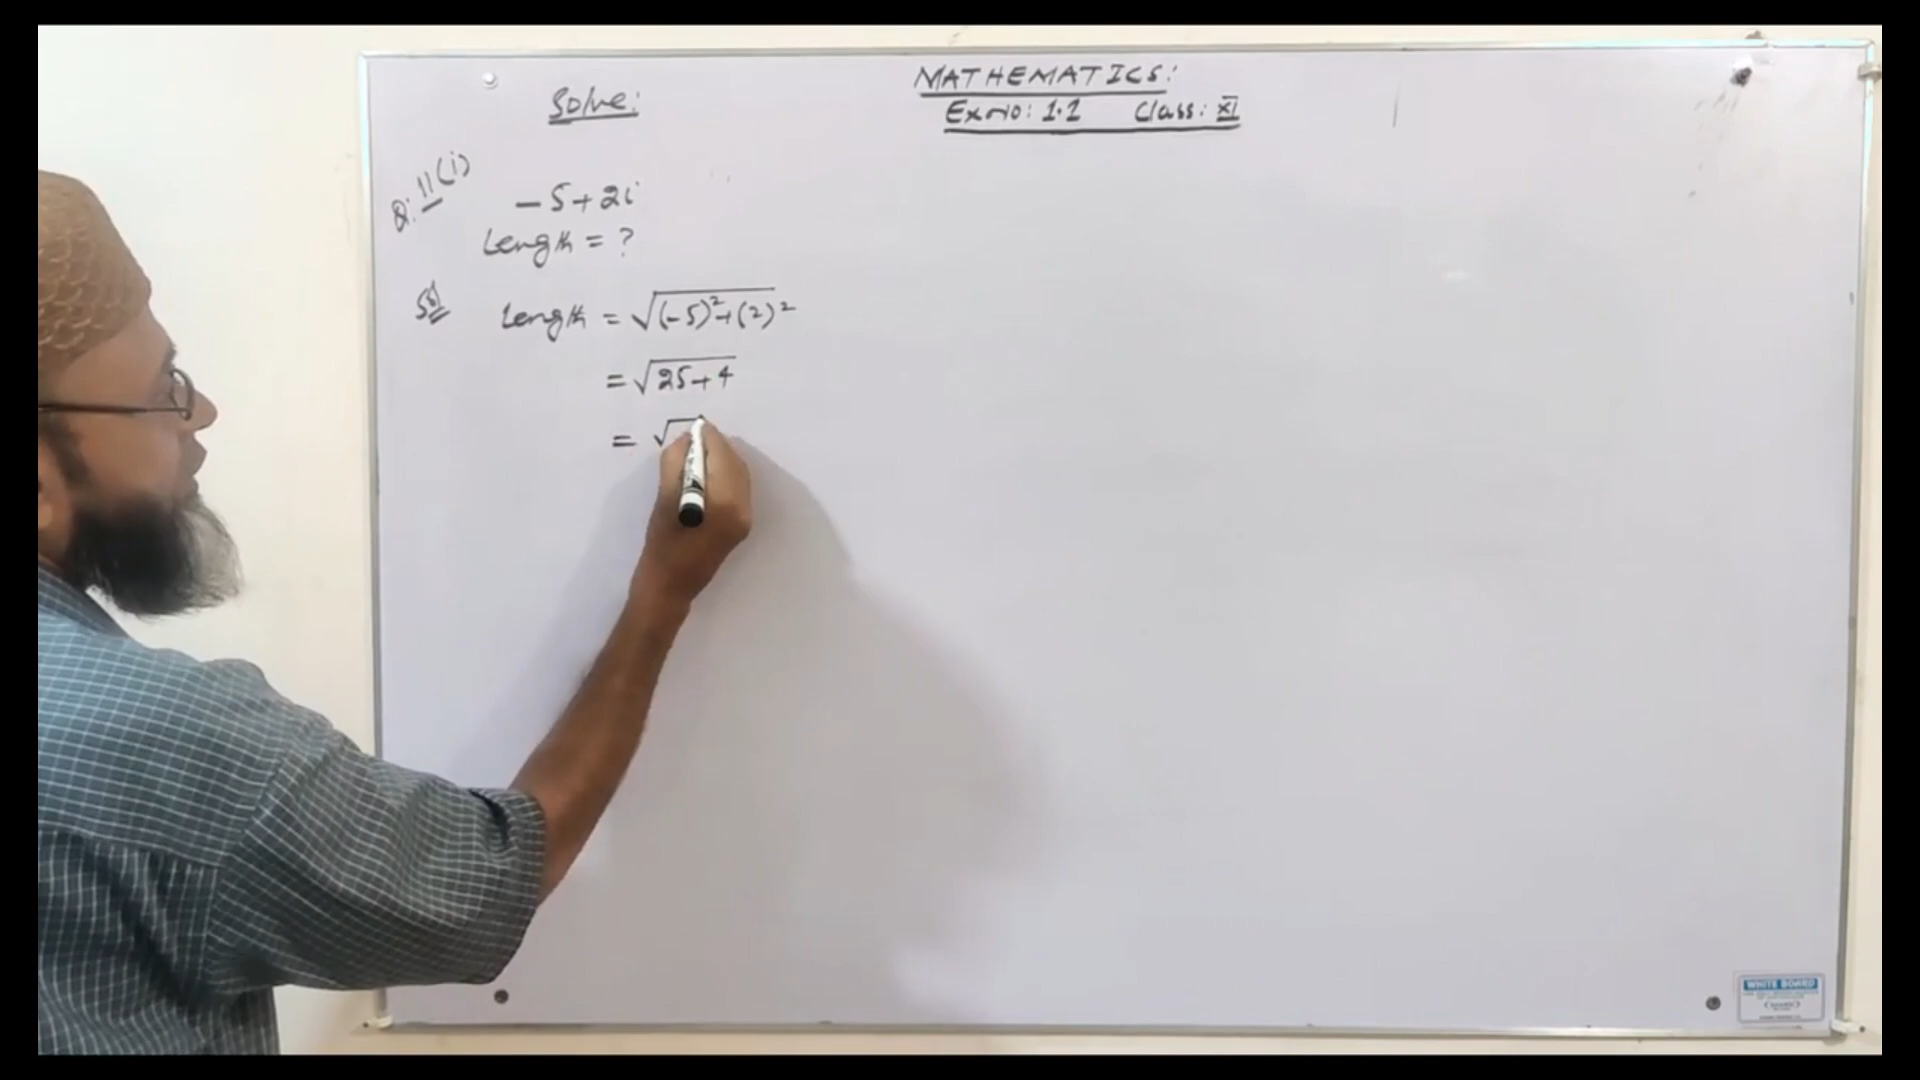 MATHEMATICS:
Ex NO: 1.1 Class: XI
Solve:
Q: 11 (i)
-5+2i
Length = ?
Sol Length = √(-5)²+(2)²
= √25+4
= √
WHITE BOARD